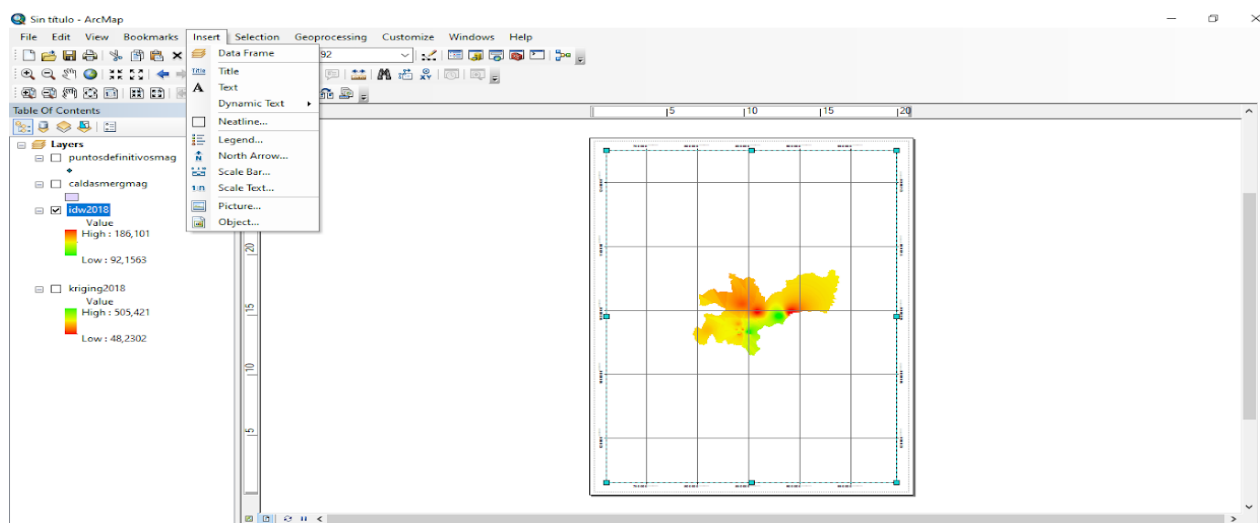 Sin título - ArcMap
File Edit View Bookmarks Insert Selection Geoprocessing Customize Windows Help
Data Frame
92
Title
Title
A Text
Dynamic Text
Neatline...
Legend...
N North Arrow...
Scale Bar...
1:n Scale Text...
Picture...
Object...
Table Of Contents
Layers
puntosdefinitivosmag
caldasmergmag
idw2018
Value
High : 186,101
Low : 92,1563
kriging2018
Value
High : 505,421
Low : 48,2302
5 10 15 20
20
15
10
5